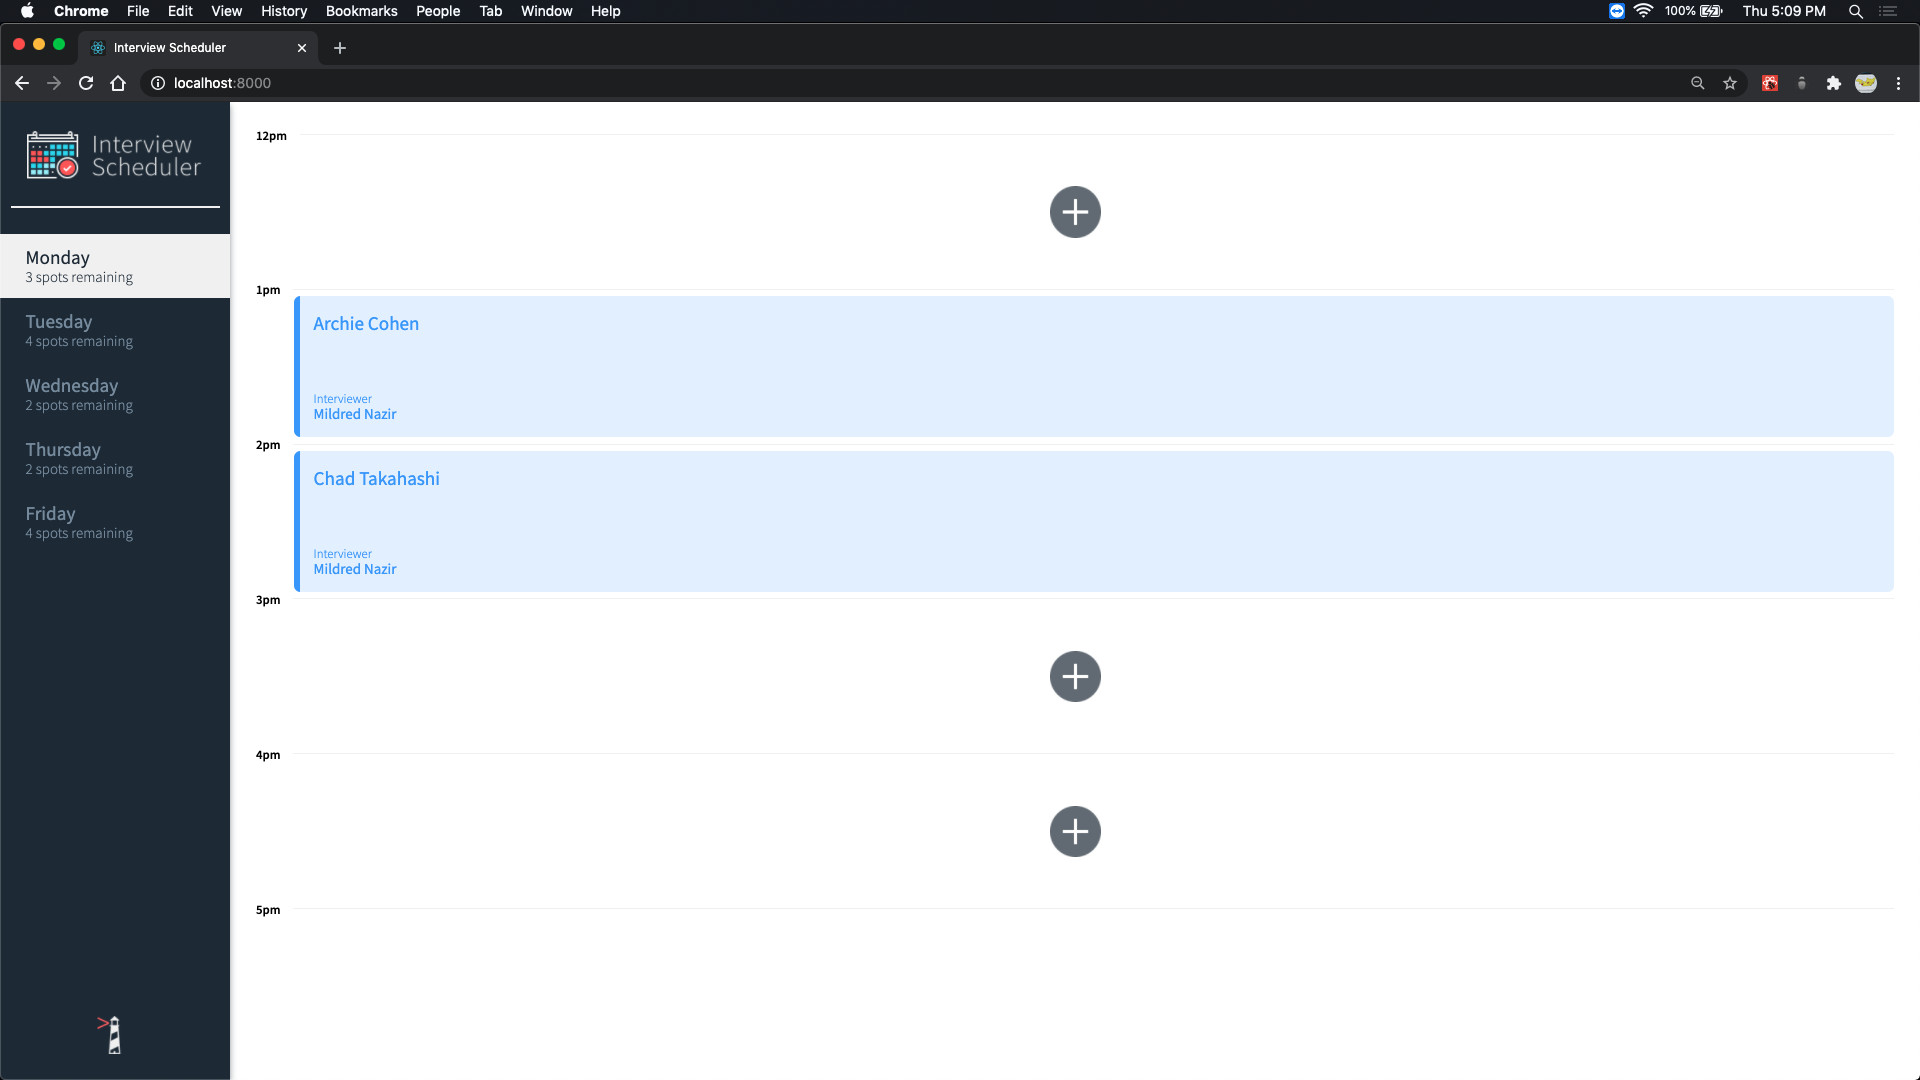 Chrome File Edit View History Bookmarks People Tab Window Help 100% Thu 5:09 PM
Interview Scheduler
localhost:8000
Interview
Scheduler
Monday
3 spots remaining
Tuesday
4 spots remaining
Wednesday
2 spots remaining
Thursday
2 spots remaining
Friday
4 spots remaining
12pm
1pm
Archie Cohen
Interviewer
Mildred Nazir
2pm
Chad Takahashi
Interviewer
Mildred Nazir
3pm
4pm
5pm